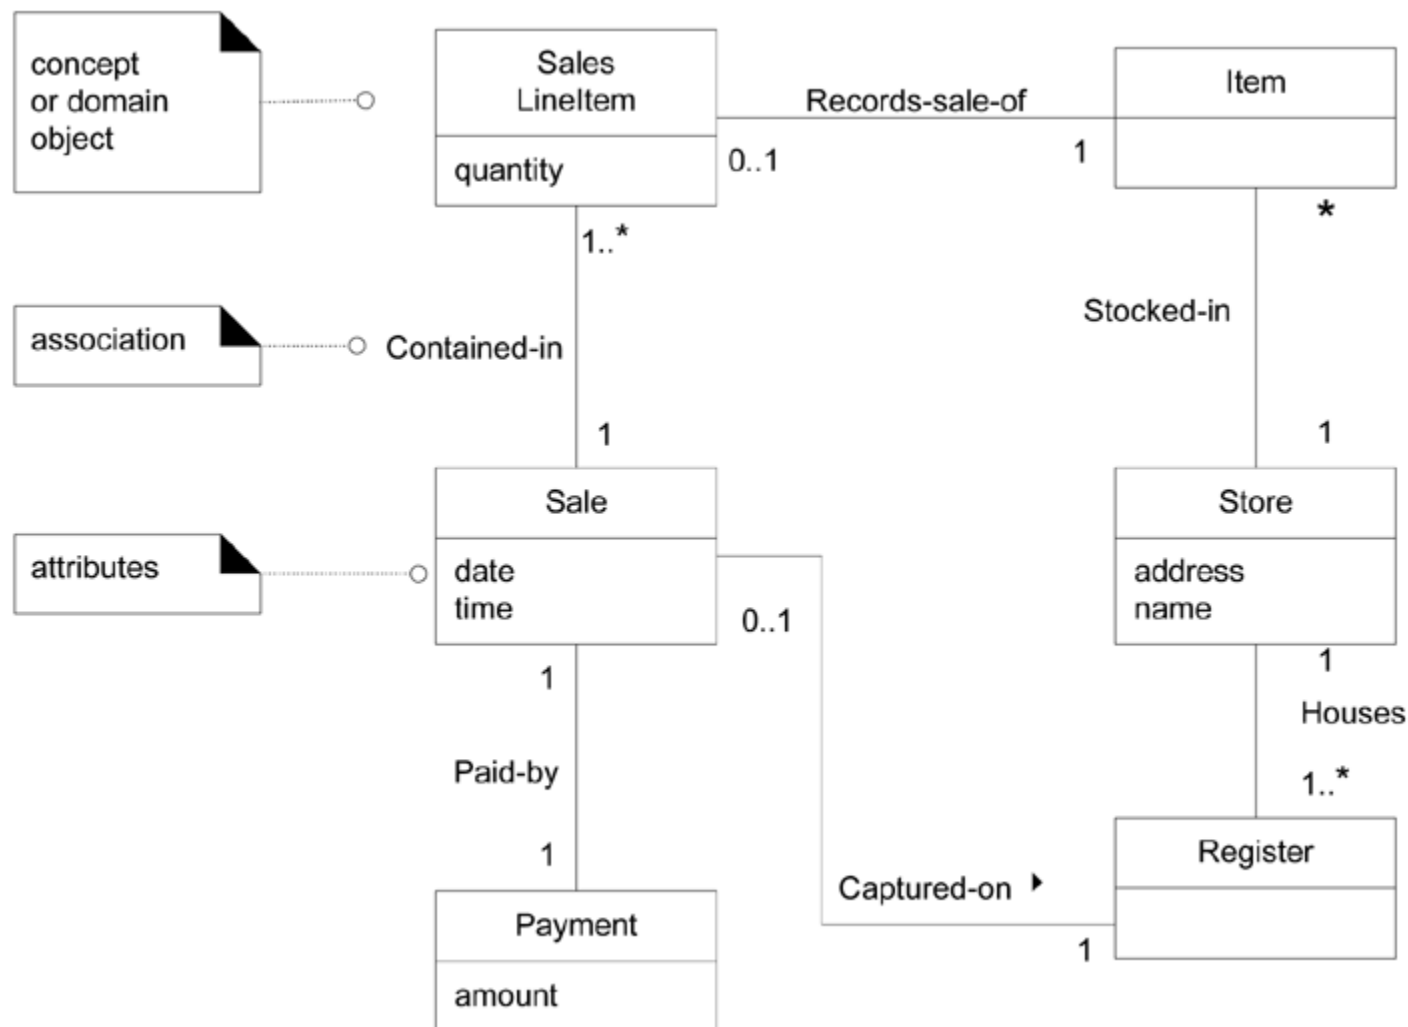 concept
or domain
object
Sales
LineItem
quantity
Records-sale-of
0..1
1
Item
*
1..*
association
Contained-in
Stocked-in
1
1
Sale
date
time
Store
address
name
attributes
0..1
1
1
Houses
Paid-by
1..*
1
Captured-on
Register
1
Payment
amount